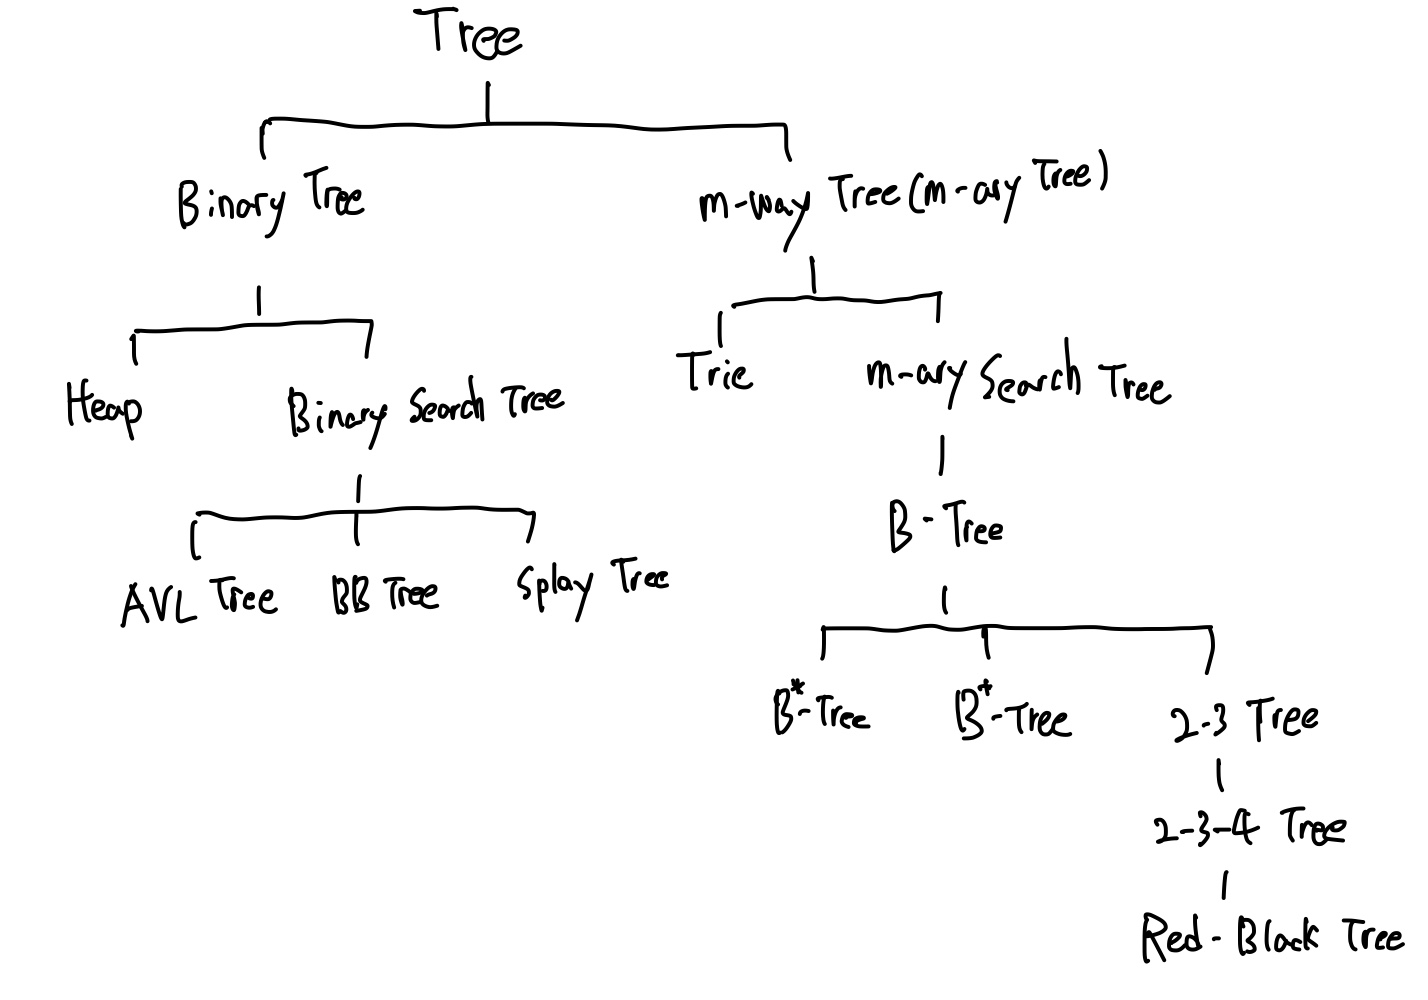 Tree
Binary Tree
m-way Tree (m-ary Tree)
Heap
Binary Search Tree
Trie
m-ary Search Tree
AVL Tree
BB Tree
Splay Tree
B-Tree
B*-Tree
B+-Tree
2-3 Tree
2-3-4 Tree
Red-Black Tree